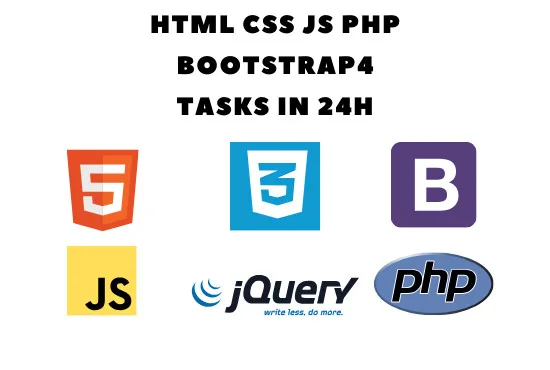 HTML CSS JS PHP
BOOTSTRAP4
TASKS IN 24H
5
3
B
JS
jQuery
write less, do more.
php